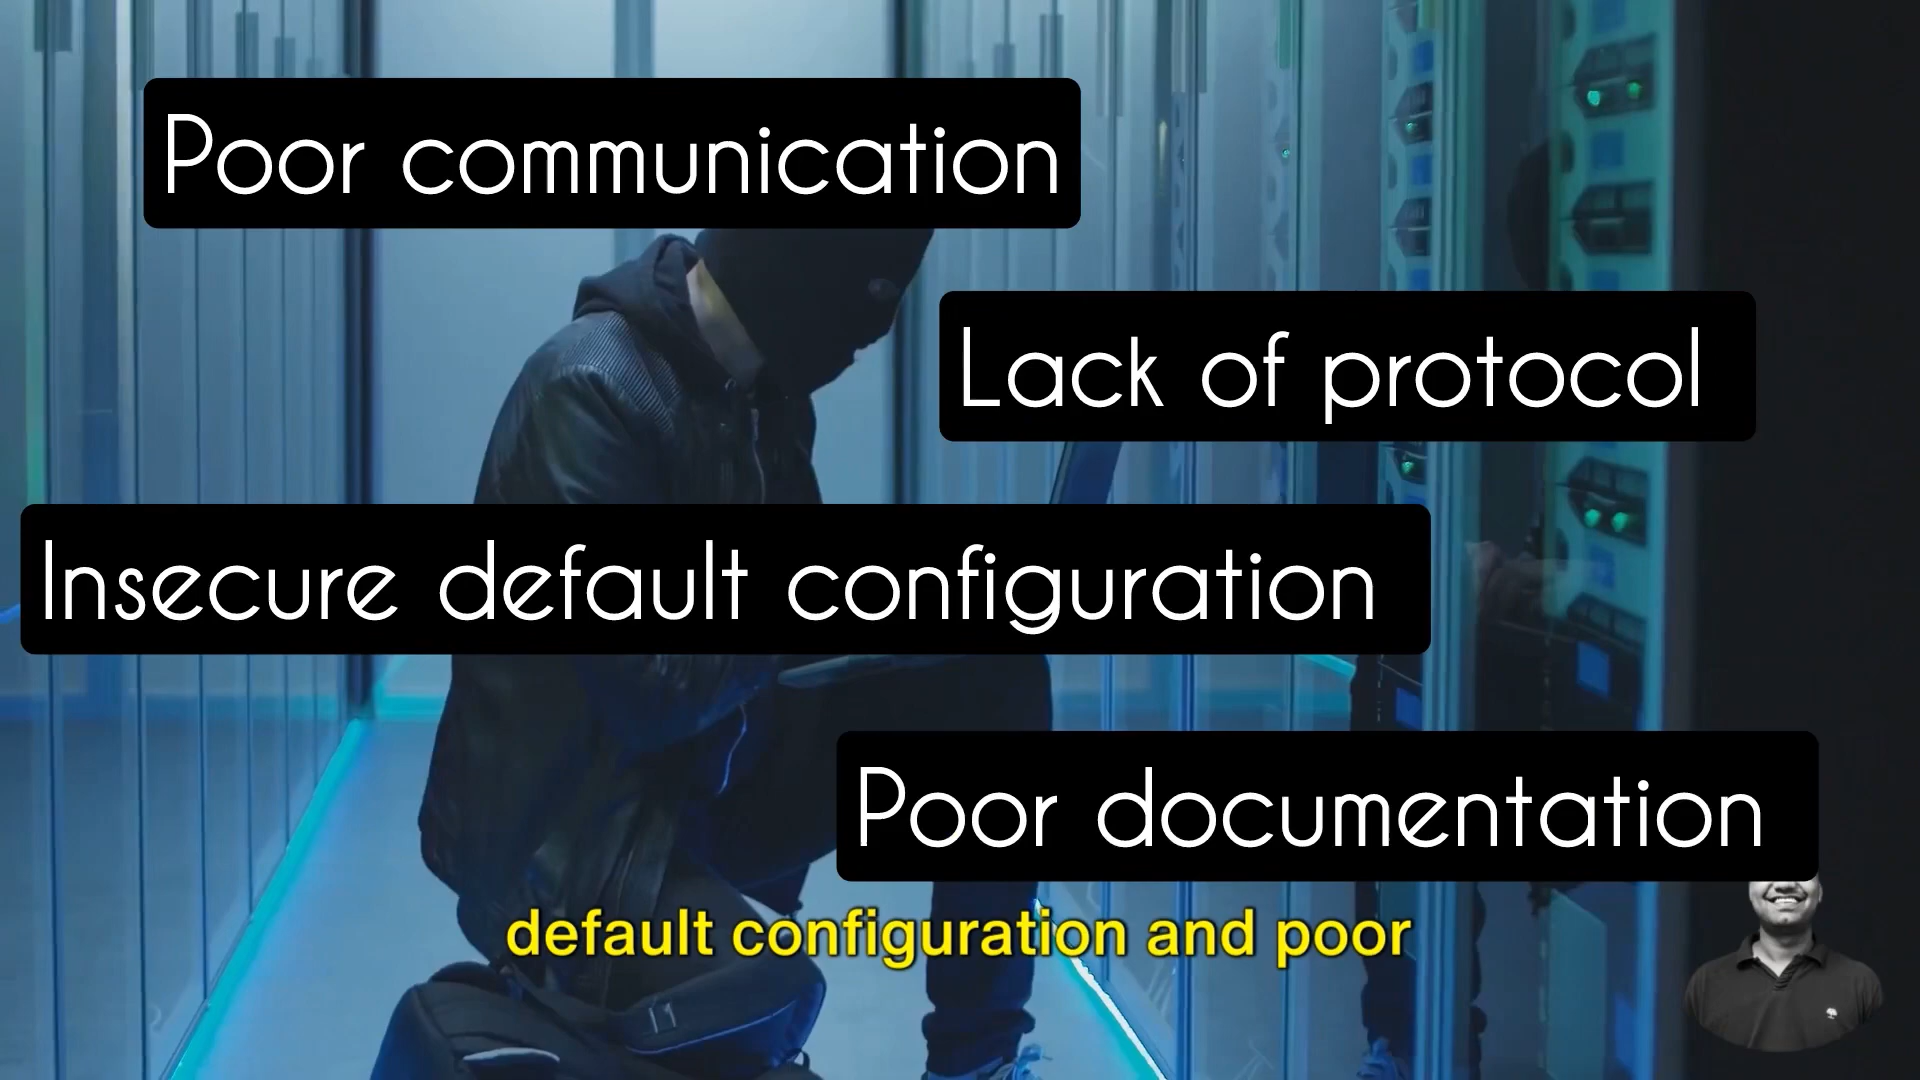 Poor communication
Lack of protocol
Insecure default configuration
Poor documentation
default configuration and poor